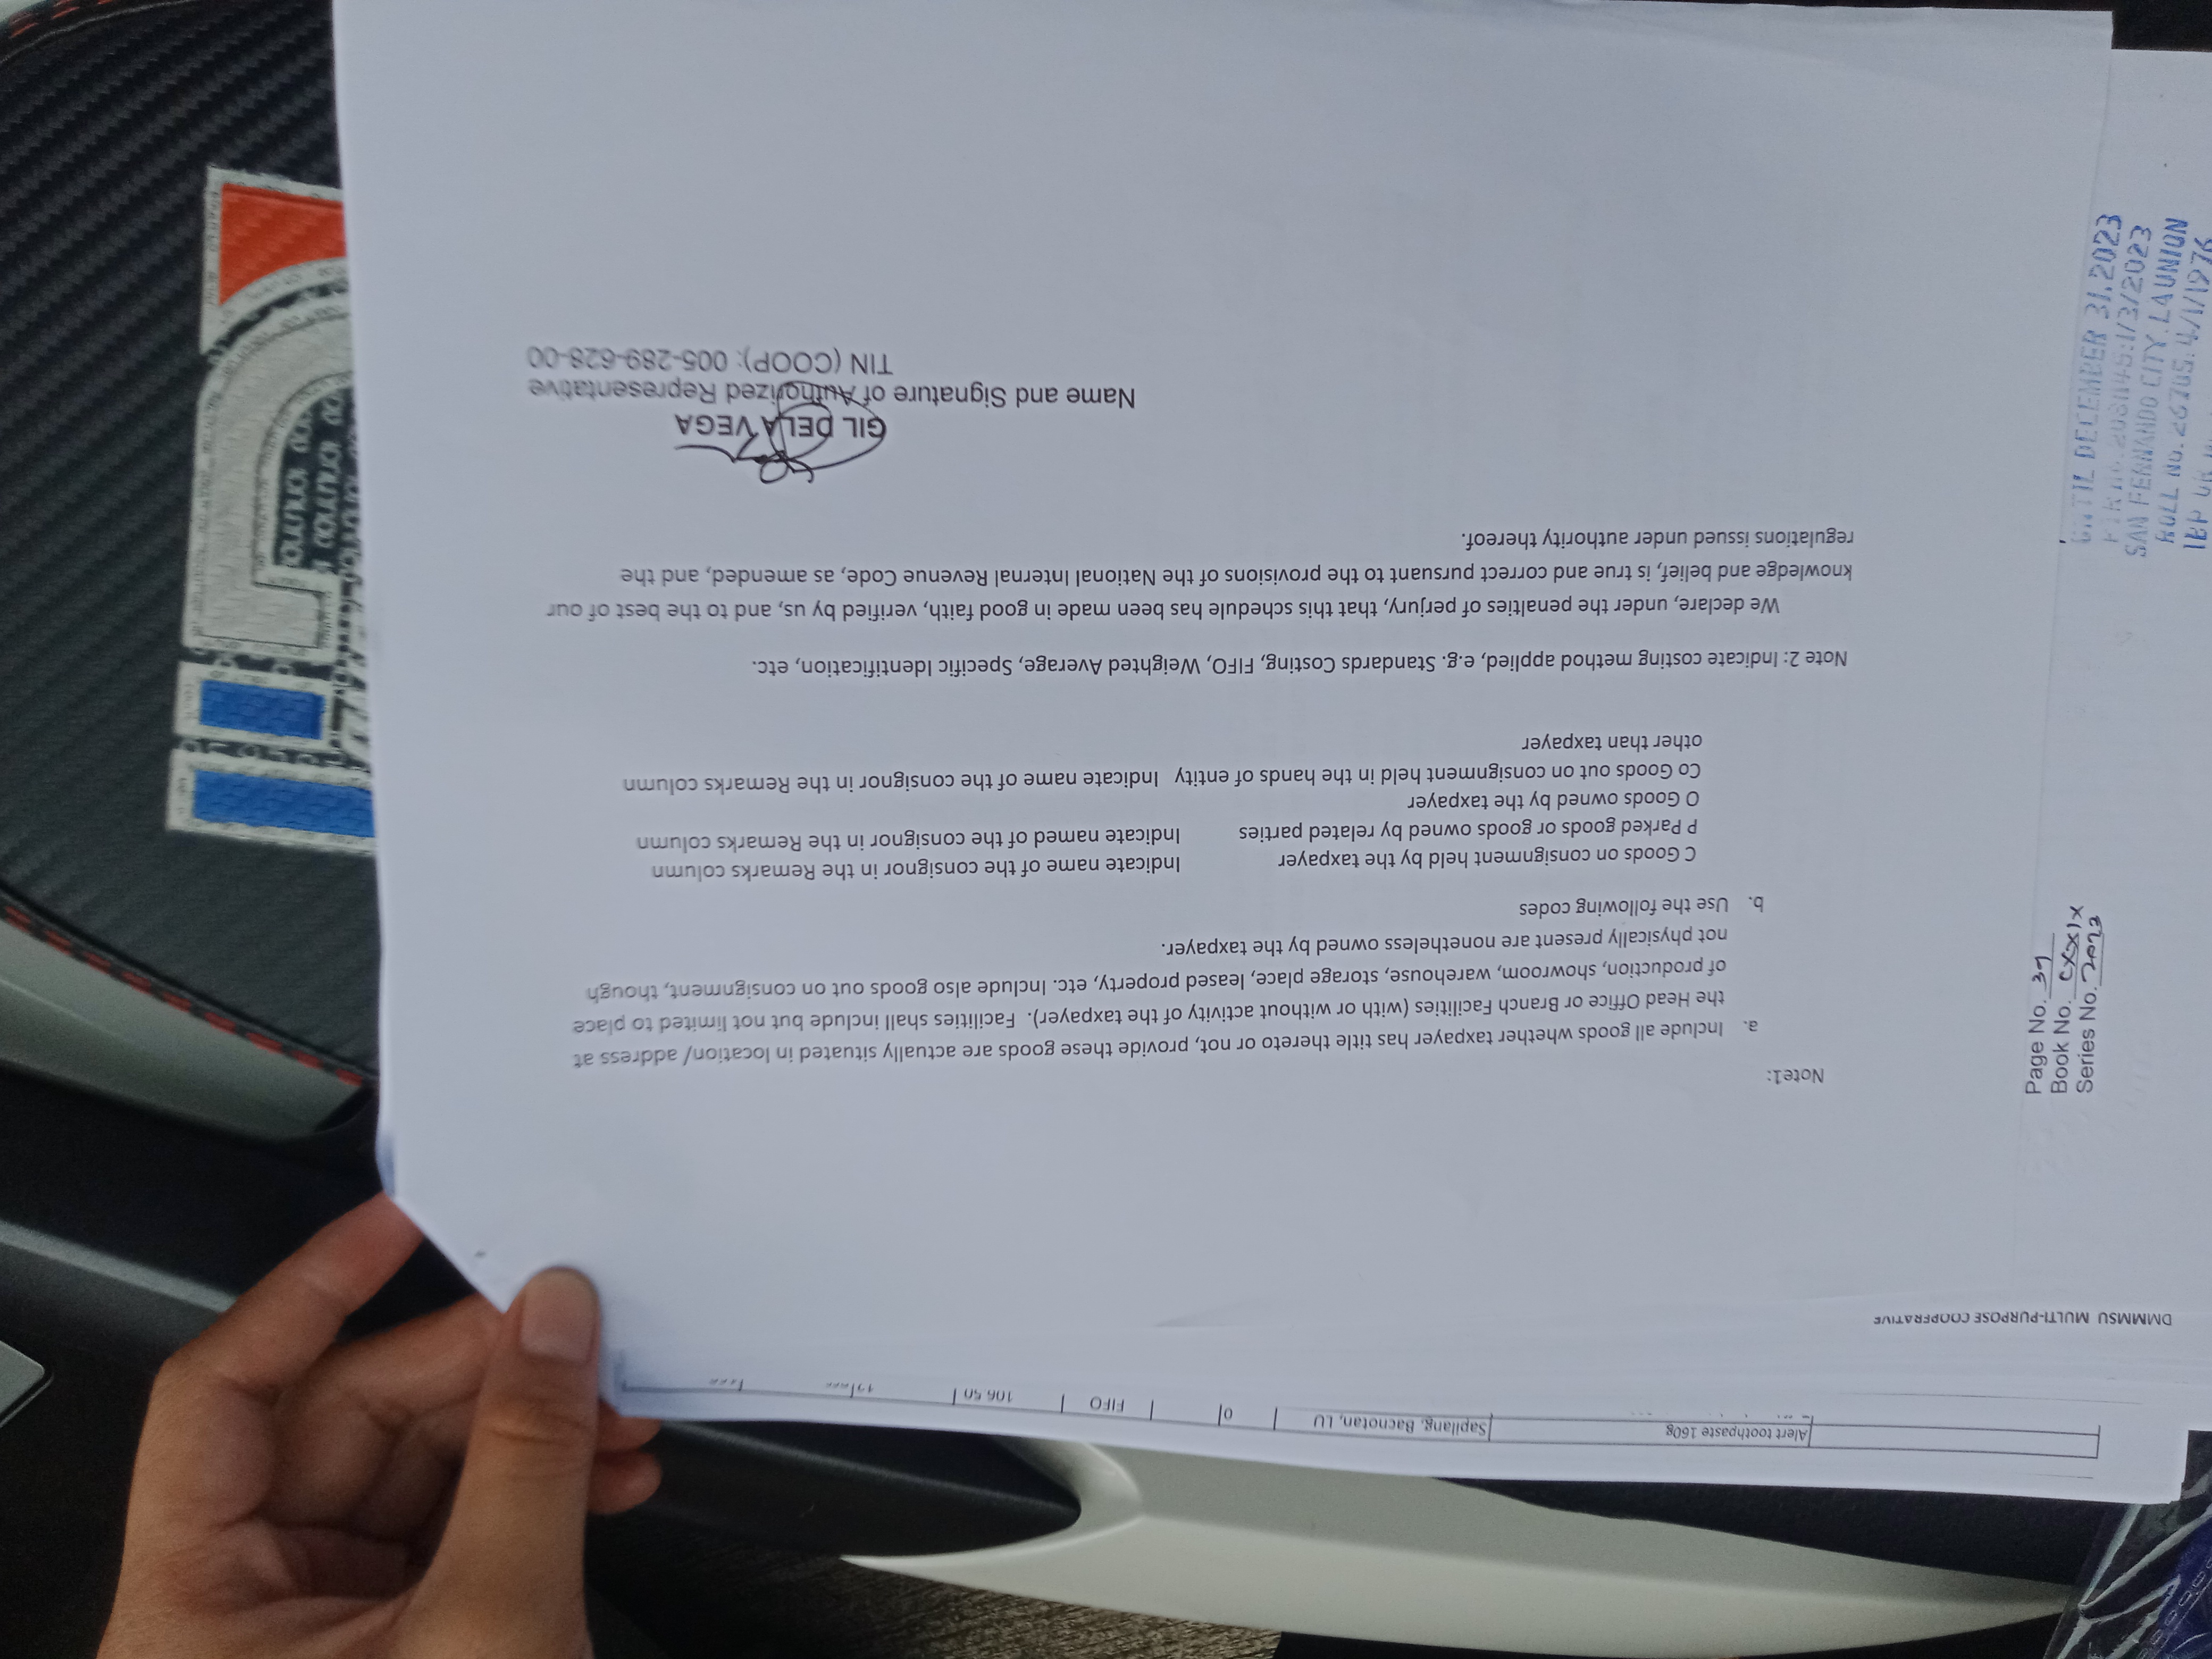 Alert toothpaste 160g Sapilang, Bacnotan, LU 0 FIFO 106.50
DMMMSU MULTI-PURPOSE COOPERATIVE
Page No. 39
Book No. CXXIX
Series No. 2023
Note1:
a. Include all goods whether taxpayer has title thereto or not, provide these goods are actually situated in location/ address at
the Head Office or Branch Facilities (with or without activity of the taxpayer). Facilities shall include but not limited to place
of production, showroom, warehouse, storage place, leased property, etc. Include also goods out on consignment, though
not physically present are nonetheless owned by the taxpayer.
b. Use the following codes
C Goods on consignment held by the taxpayer Indicate name of the consignor in the Remarks column
P Parked goods or goods owned by related parties Indicate named of the consignor in the Remarks column
O Goods owned by the taxpayer
Co Goods out on consignment held in the hands of entity Indicate name of the consignor in the Remarks column
other than taxpayer
Note 2: Indicate costing method applied, e.g. Standards Costing, FIFO, Weighted Average, Specific Identification, etc.
We declare, under the penalties of perjury, that this schedule has been made in good faith, verified by us, and to the best of our
knowledge and belief, is true and correct pursuant to the provisions of the National Internal Revenue Code, as amended, and the
regulations issued under authority thereof.
GIL DELA VEGA
Name and Signature of Authorized Representative
TIN (COOP): 005-289-628-00
UNTIL DECEMBER 31, 2023
1/3/2023
SAN FERNANDO CITY, LA UNION
ROLL NO. 26765:4/1/1976